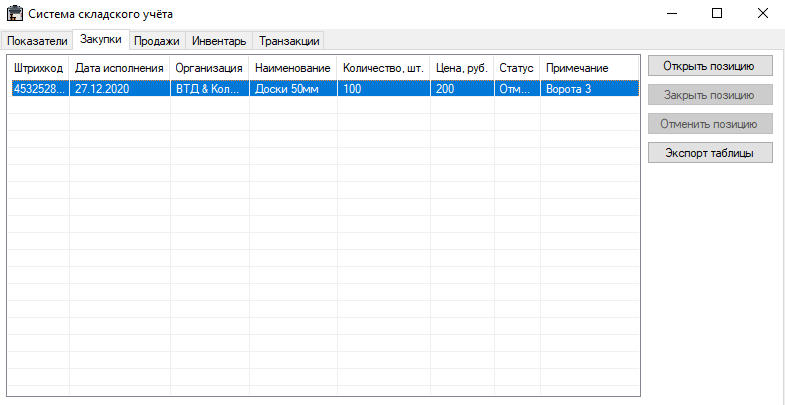 Система складского учёта
Показатели Закупки Продажи Инвентарь Транзакции
Штрихкод Дата исполнения Организация Наименование Количество, шт. Цена, руб. Статус Примечание
4532528... 27.12.2020 ВТД & Кол... Доски 50мм 100 200 Отм... Ворота 3
Открыть позицию
Закрыть позицию
Отменить позицию
Экспорт таблицы